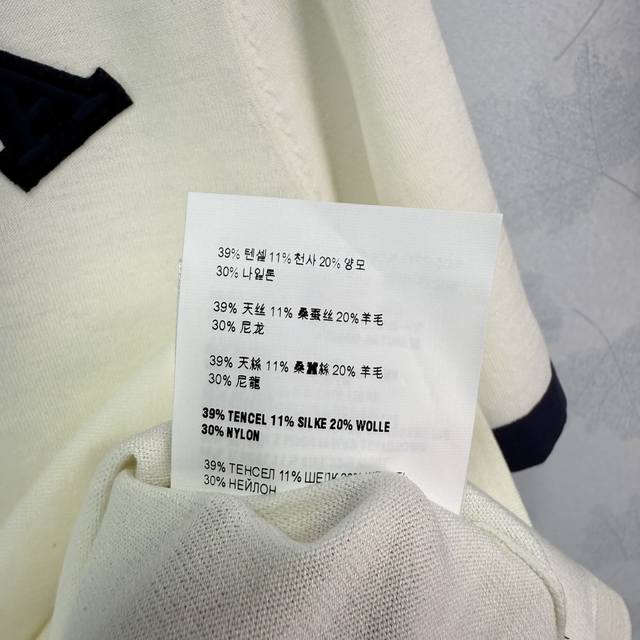 A
39% 텐셀 11% 천사 20% 양모
30% 나일론
39% 天丝 11% 桑蚕丝 20% 羊毛
30% 尼龙
39% 天絲 11% 桑蠶絲 20% 羊毛
30% 尼龍
39% TENCEL 11% SILKE 20% WOLLE
30% NYLON
39% ТЕНСЕЛ 11% ШЕЛК
30% НЕЙЛОН